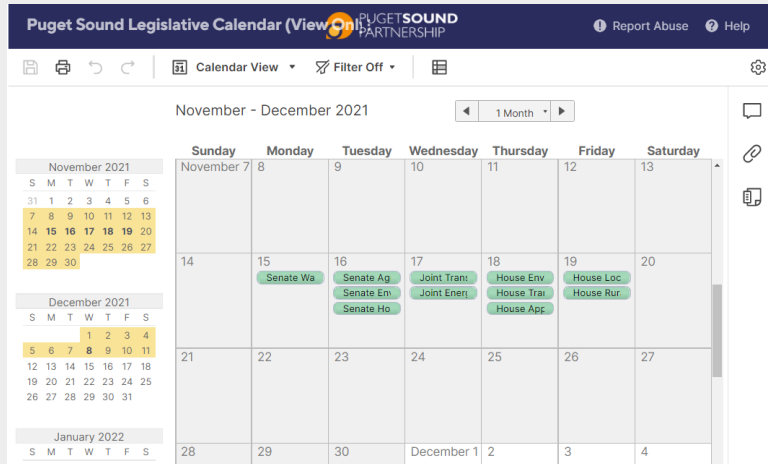 Puget Sound Legislative Calendar (View Onl
PUGETSOUND
PARTNERSHIP
Report Abuse
Help
31 Calendar View
Filter Off
November - December 2021
1 Month
Sunday Monday Tuesday Wednesday Thursday Friday Saturday
November 7 8 9 10 11 12 13
14 15 16 17 18 19 20
Senate Wa Senate Ag Joint Trans House Env House Loc
Senate Env Joint Energ House Trai House Rur
Senate Ho House App
21 22 23 24 25 26 27
28 29 30 December 1 2 3 4
November 2021
S M T W T F S
31 1 2 3 4 5 6
7 8 9 10 11 12 13
14 15 16 17 18 19 20
21 22 23 24 25 26 27
28 29 30
December 2021
S M T W T F S
1 2 3 4
5 6 7 8 9 10 11
12 13 14 15 16 17 18
19 20 21 22 23 24 25
26 27 28 29 30 31
January 2022
S M T W T F S